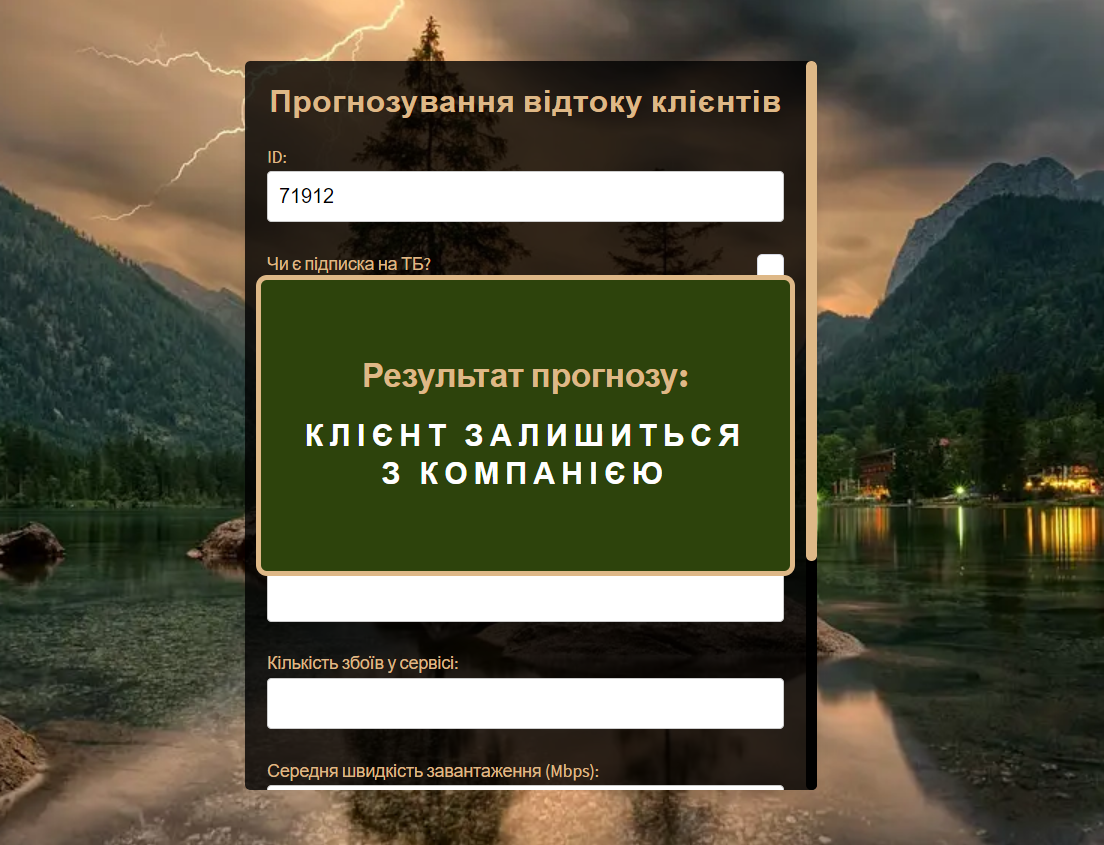 Прогнозування відтоку клієнтів
ID:
71912
Чи є підписка на ТБ?
Результат прогнозу:
КЛІЄНТ ЗАЛИШИТЬСЯ
З КОМПАНІЄЮ
Кількість збоїв у сервісі:
Середня швидкість завантаження (Mbps):